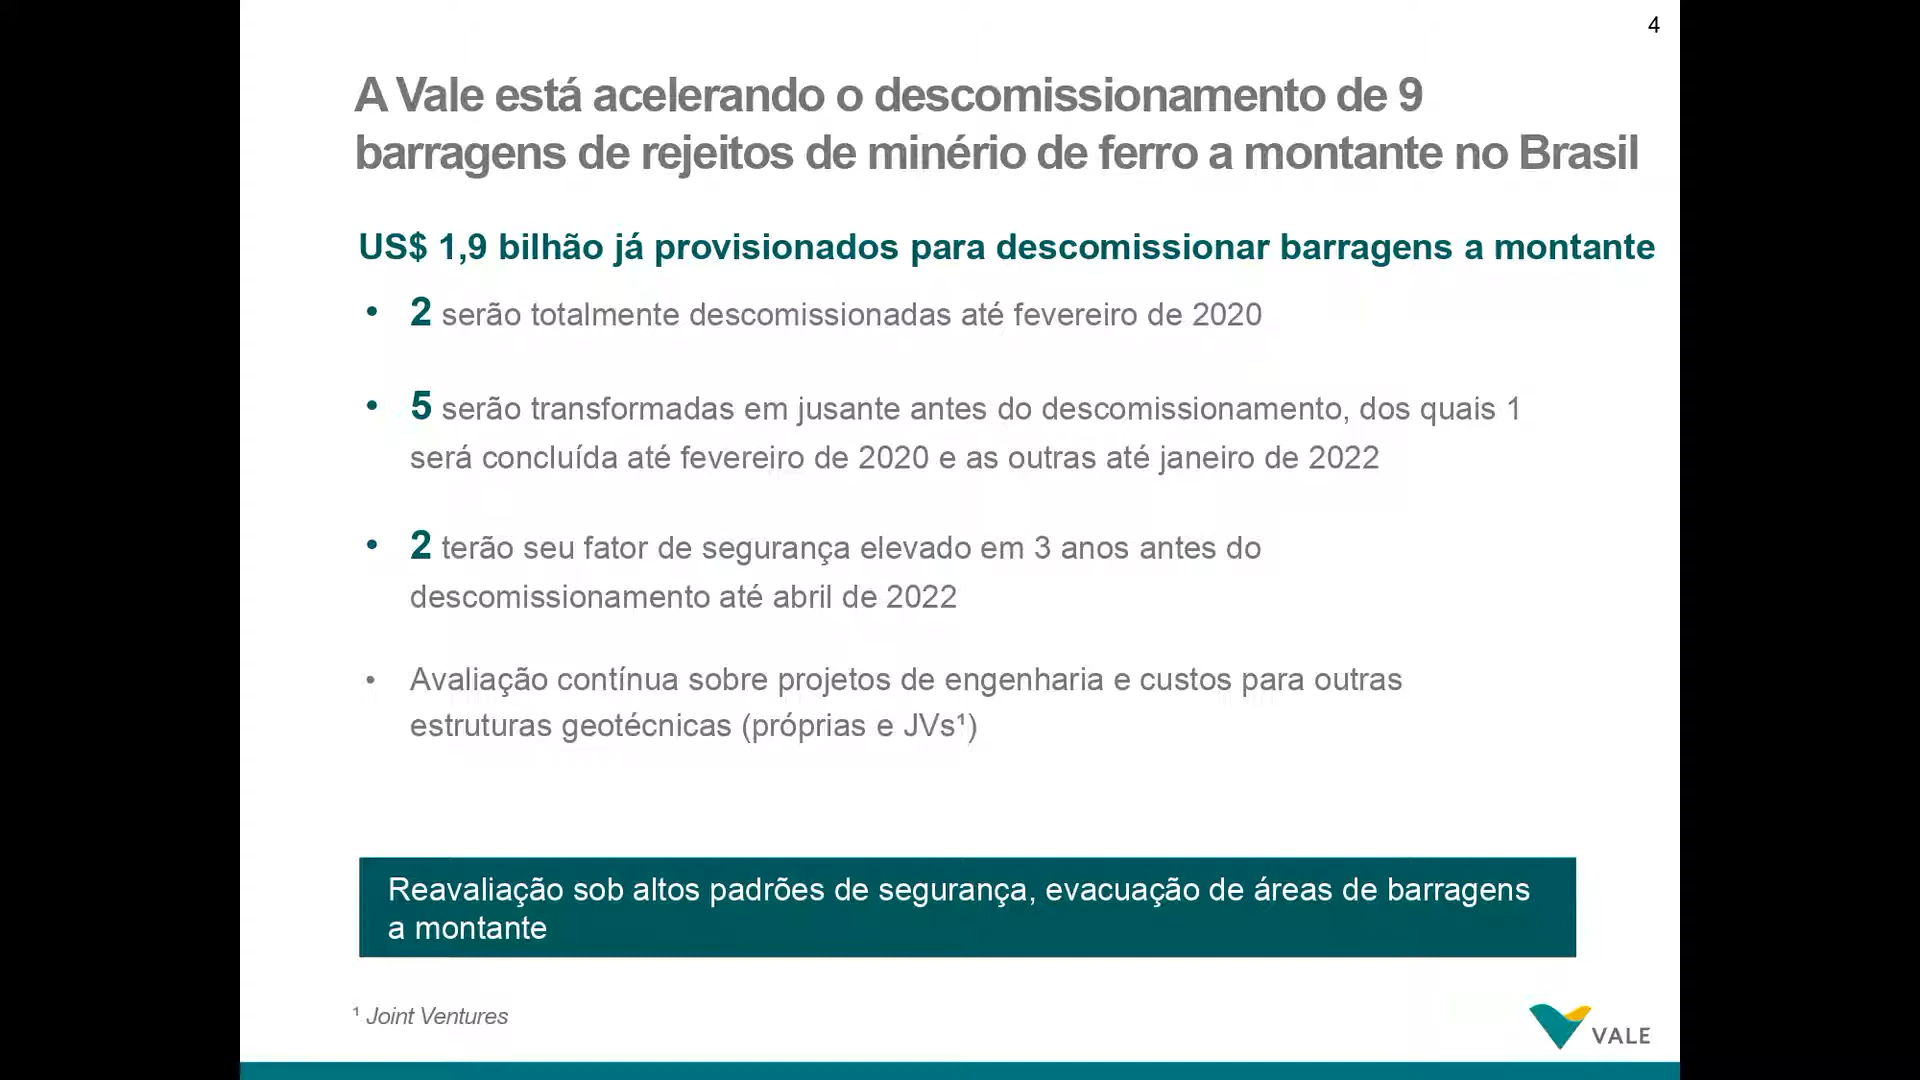 4
A Vale está acelerando o descomissionamento de 9
barragens de rejeitos de minério de ferro a montante no Brasil
US$ 1,9 bilhão já provisionados para descomissionar barragens a montante
• 2 serão totalmente descomissionadas até fevereiro de 2020
• 5 serão transformadas em jusante antes do descomissionamento, dos quais 1
será concluída até fevereiro de 2020 e as outras até janeiro de 2022
• 2 terão seu fator de segurança elevado em 3 anos antes do
descomissionamento até abril de 2022
• Avaliação contínua sobre projetos de engenharia e custos para outras
estruturas geotécnicas (próprias e JVs¹)
Reavaliação sob altos padrões de segurança, evacuação de áreas de barragens
a montante
¹ Joint Ventures
VALE